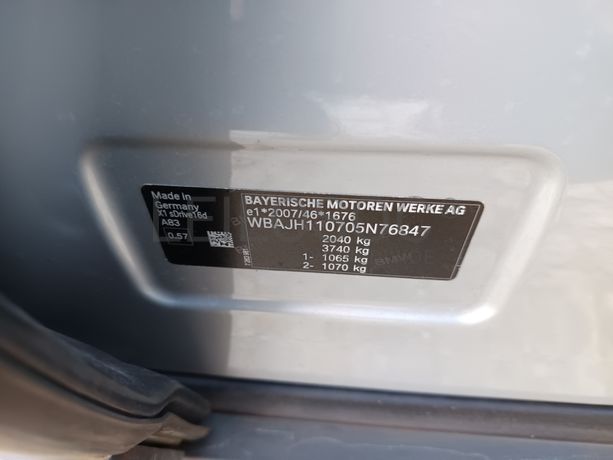 Made in
Germany
X1 sDrive16d
A83
0.57
BAYERISCHE MOTOREN WERKE AG
e1*2007/46*1676
WBAJH110705N76847
2040 kg
3740 kg
1- 1065 kg
2- 1070 kg